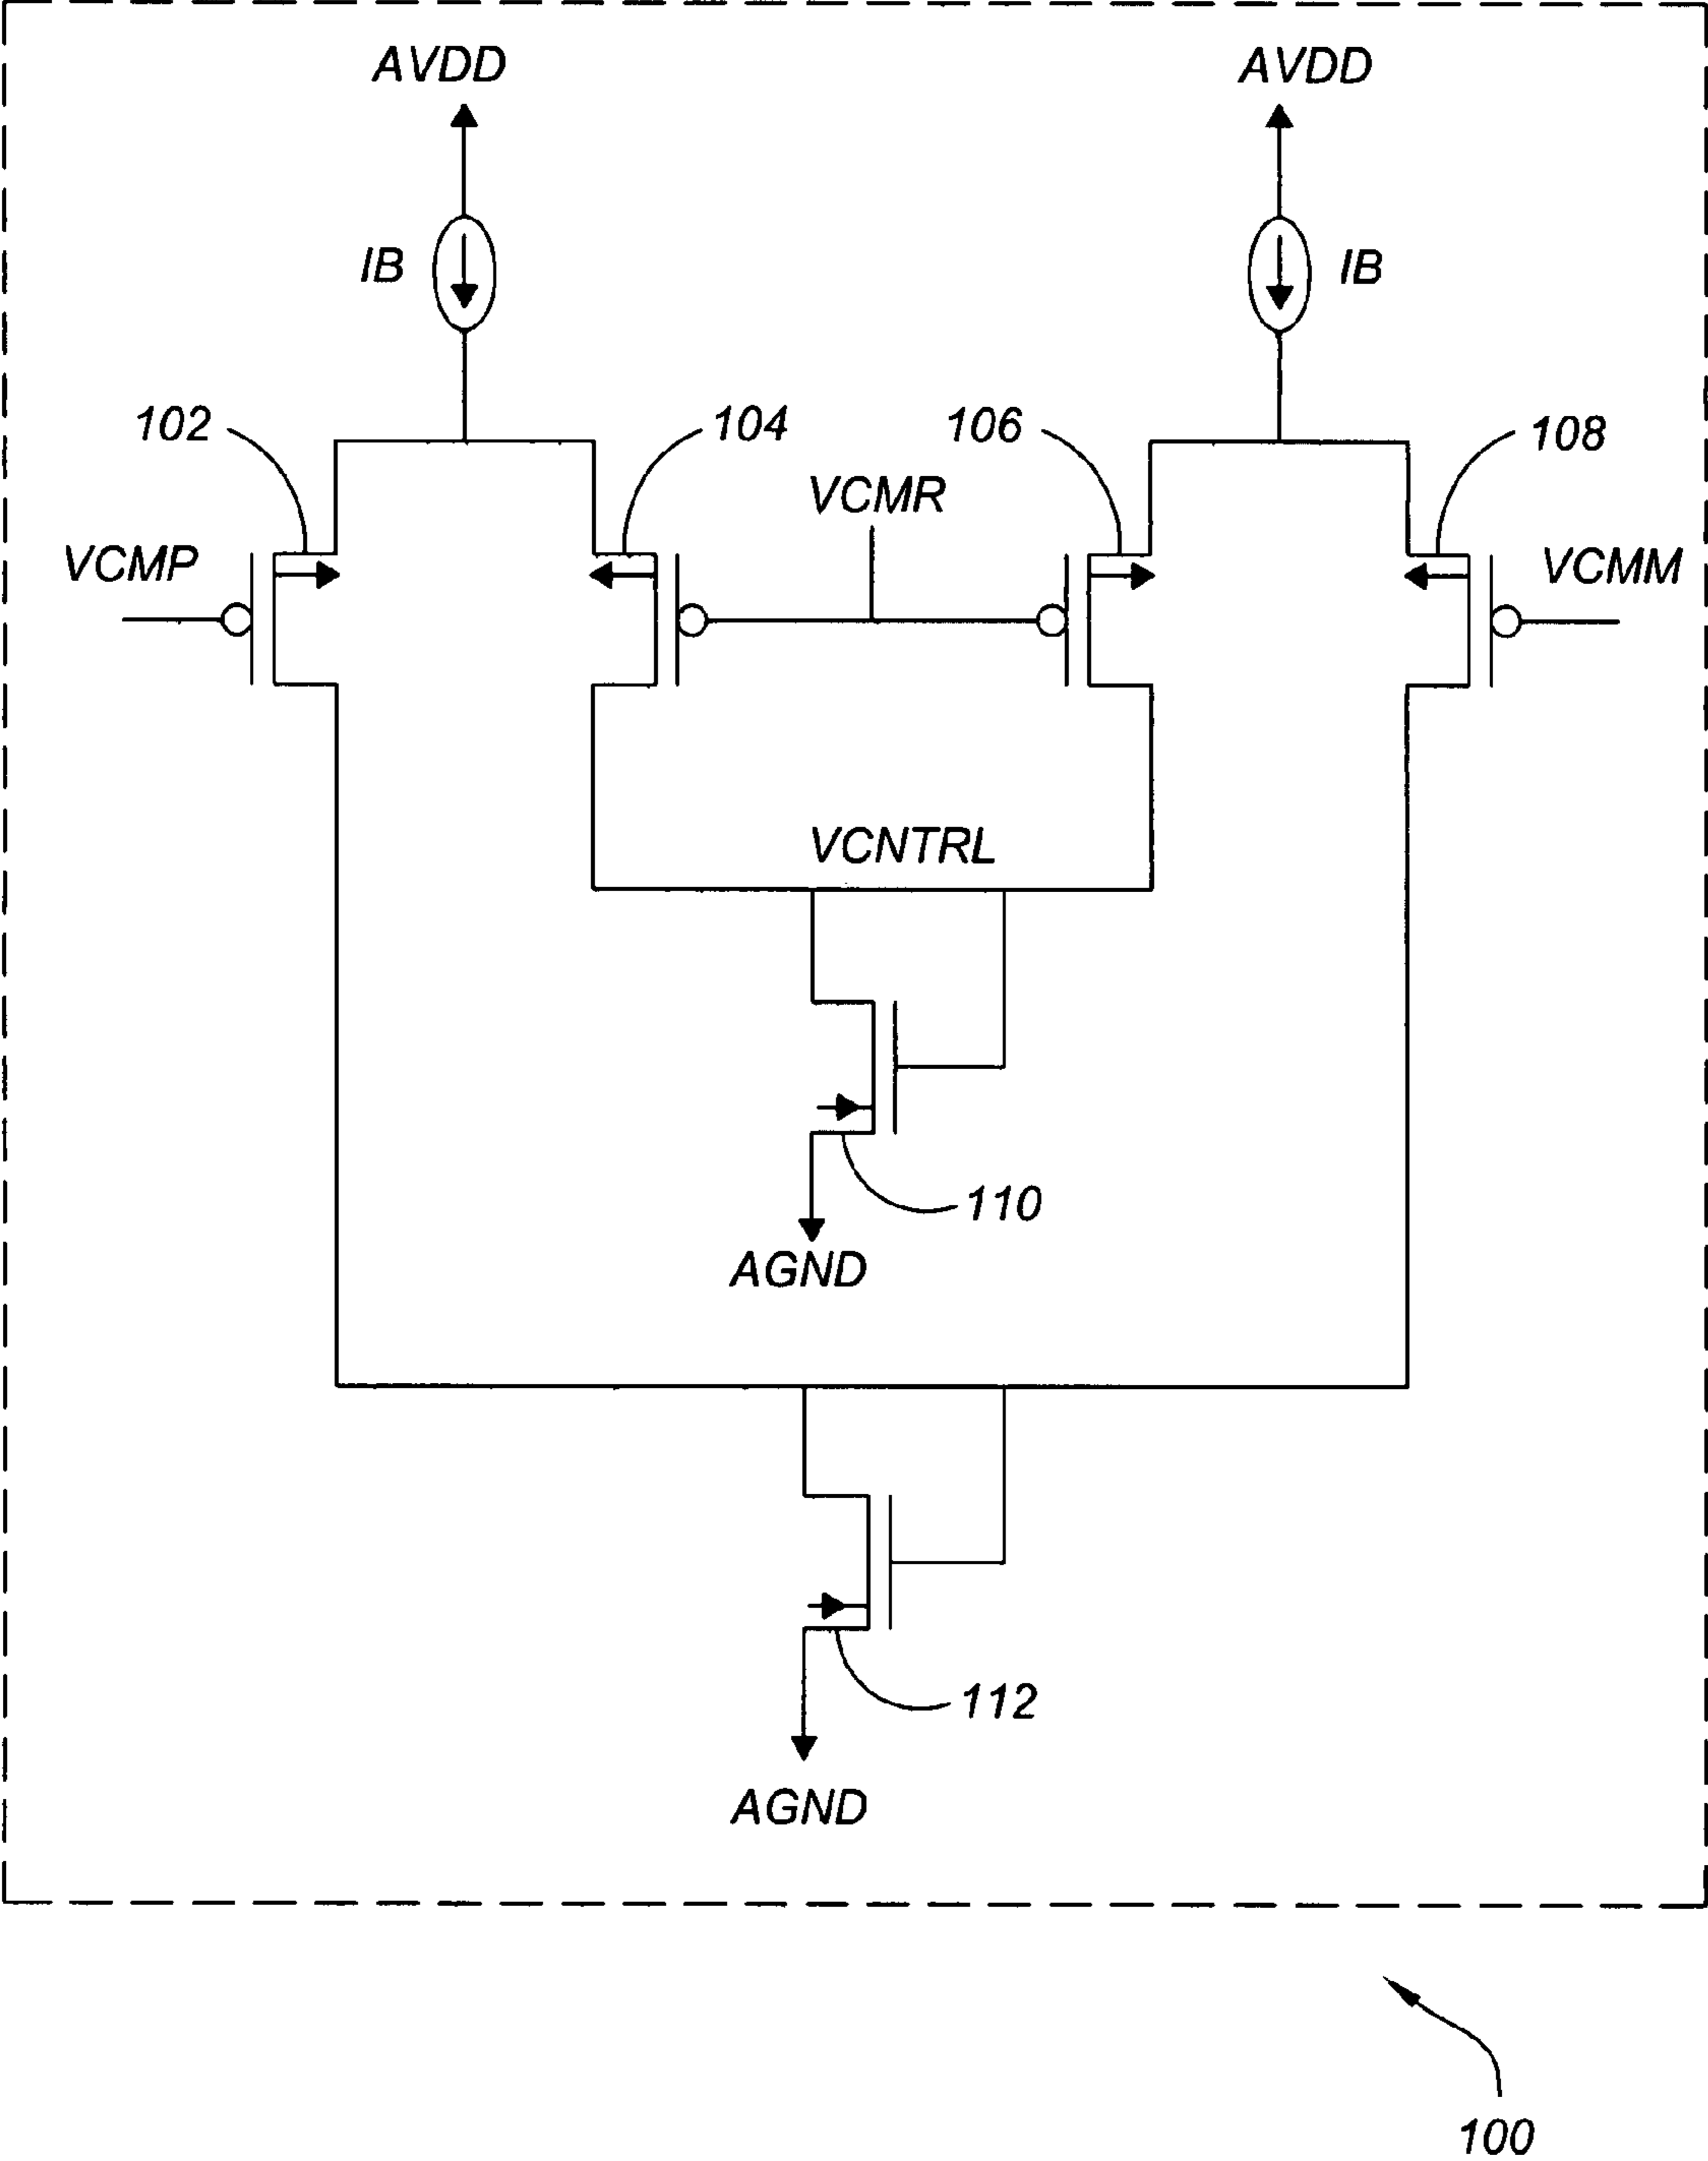 AVDD AVDD
IB IB
102 104 106 108
VCMR
VCMP VCMM
VCNTRL
110
AGND
112
AGND
100